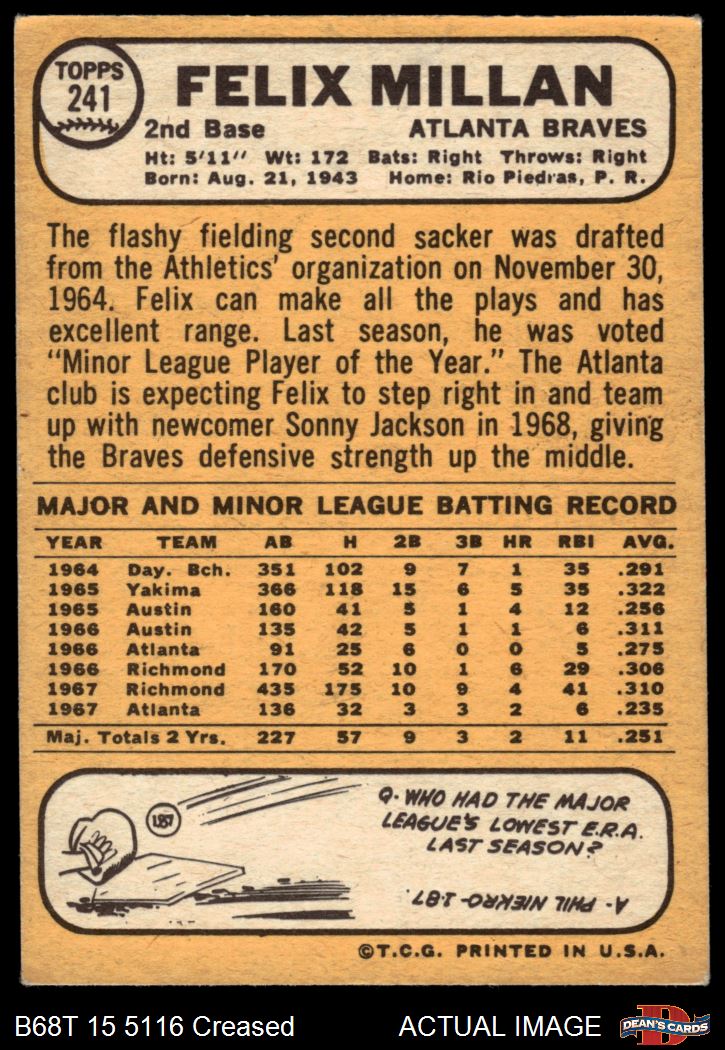 TOPPS
241
FELIX MILLAN
2nd Base ATLANTA BRAVES
Ht: 5'11" Wt: 172 Bats: Right Throws: Right
Born: Aug. 21, 1943 Home: Rio Piedras, P. R.
The flashy fielding second sacker was drafted
from the Athletics' organization on November 30,
1964. Felix can make all the plays and has
excellent range. Last season, he was voted
"Minor League Player of the Year." The Atlanta
club is expecting Felix to step right in and team
up with newcomer Sonny Jackson in 1968, giving
the Braves defensive strength up the middle.
MAJOR AND MINOR LEAGUE BATTING RECORD
YEAR TEAM AB H 2B 3B HR RBI AVG.
1964 Day. Bch. 351 102 9 7 1 35 .291
1965 Yakima 366 118 15 6 5 35 .322
1965 Austin 160 41 5 1 4 12 .256
1966 Austin 135 42 5 1 1 6 .311
1966 Atlanta 91 25 6 0 0 5 .275
1966 Richmond 170 52 10 1 6 29 .306
1967 Richmond 435 175 10 9 4 41 .310
1967 Atlanta 136 32 3 3 2 6 .235
Maj. Totals 2 Yrs. 227 57 9 3 2 11 .251
1.87
Q. WHO HAD THE MAJOR
LEAGUE'S LOWEST E.R.A.
LAST SEASON?
A- PHIL NIEKRO-1.87
©T.C.G. PRINTED IN U.S.A.
B68T 15 5116 Creased ACTUAL IMAGE
D
DEAN'S CARDS